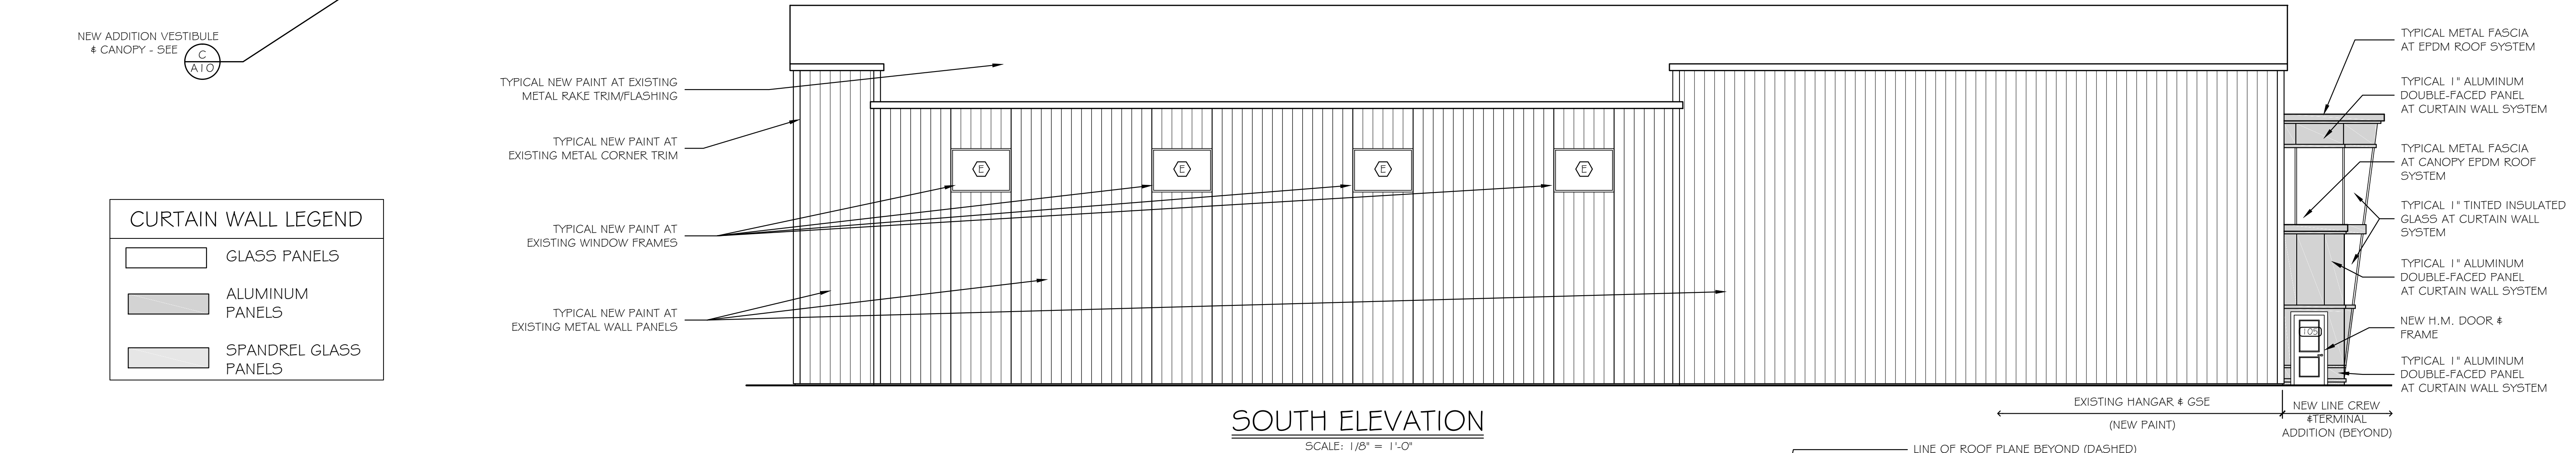 NEW ADDITION VESTIBULE
& CANOPY - SEE
C
A10
CURTAIN WALL LEGEND
GLASS PANELS
ALUMINUM
PANELS
SPANDREL GLASS
PANELS
TYPICAL NEW PAINT AT EXISTING
METAL RAKE TRIM/FLASHING
TYPICAL NEW PAINT AT
EXISTING METAL CORNER TRIM
TYPICAL NEW PAINT AT
EXISTING WINDOW FRAMES
TYPICAL NEW PAINT AT
EXISTING METAL WALL PANELS
E
E
E
E
105
TYPICAL METAL FASCIA
AT EPDM ROOF SYSTEM
TYPICAL 1" ALUMINUM
DOUBLE-FACED PANEL
AT CURTAIN WALL SYSTEM
TYPICAL METAL FASCIA
AT CANOPY EPDM ROOF
SYSTEM
TYPICAL 1" TINTED INSULATED
GLASS AT CURTAIN WALL
SYSTEM
TYPICAL 1" ALUMINUM
DOUBLE-FACED PANEL
AT CURTAIN WALL SYSTEM
NEW H.M. DOOR &
FRAME
TYPICAL 1" ALUMINUM
DOUBLE-FACED PANEL
AT CURTAIN WALL SYSTEM
EXISTING HANGAR & GSE
(NEW PAINT)
NEW LINE CREW
&TERMINAL
ADDITION (BEYOND)
SOUTH ELEVATION
SCALE: 1/8" = 1'-0"
LINE OF ROOF PLANE BEYOND (DASHED)